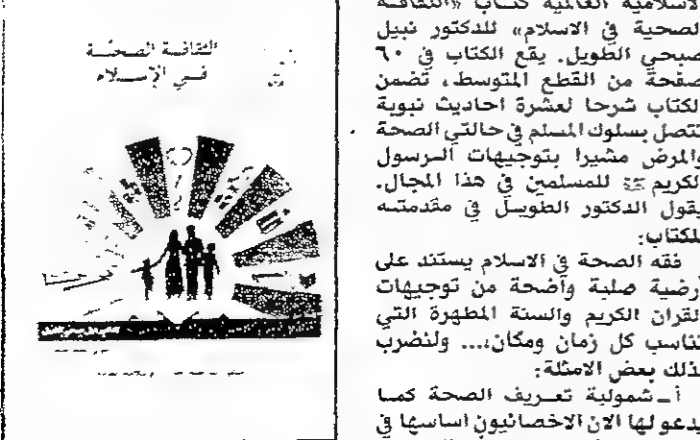 الثقافة الصحية
في الإسلام
الاسلامية العالمية كتاب «الثقافة
الصحية في الاسلام» للدكتور نبيل
صبحي الطويل. يقع الكتاب في ٦٠
صفحة من القطع المتوسط، تضمن
الكتاب شرحا لعشرة احاديث نبوية
تتصل بسلوك المسلم في حالتي الصحة
والمرض مشيرا بتوجيهات الرسول
الكريم ﷺ للمسلمين في هذا المجال.
يقول الدكتور الطويل في مقدمته
للكتاب:
فقه الصحة في الاسلام يستند على
ارضية صلبة واضحة من توجيهات
القران الكريم والسنة المطهرة التي
تناسب كل زمان ومكان،... ولنضرب
لذلك بعض الامثلة:
أ ـ شمولية تعريف الصحة كما
يدعو لها الان الاخصائيون اساسها في